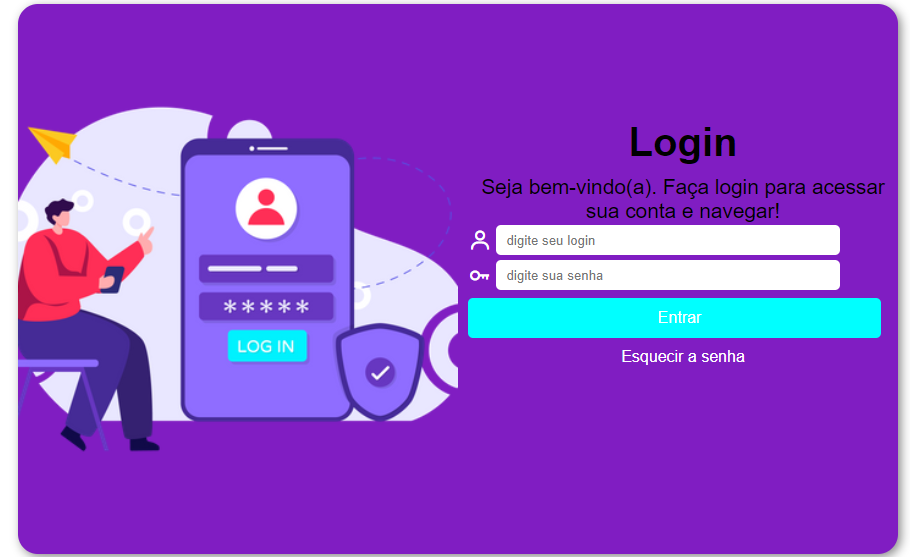 Login
Seja bem-vindo(a). Faça login para acessar
sua conta e navegar!
digite seu login
digite sua senha
*****
LOG IN
Entrar
Esquecir a senha